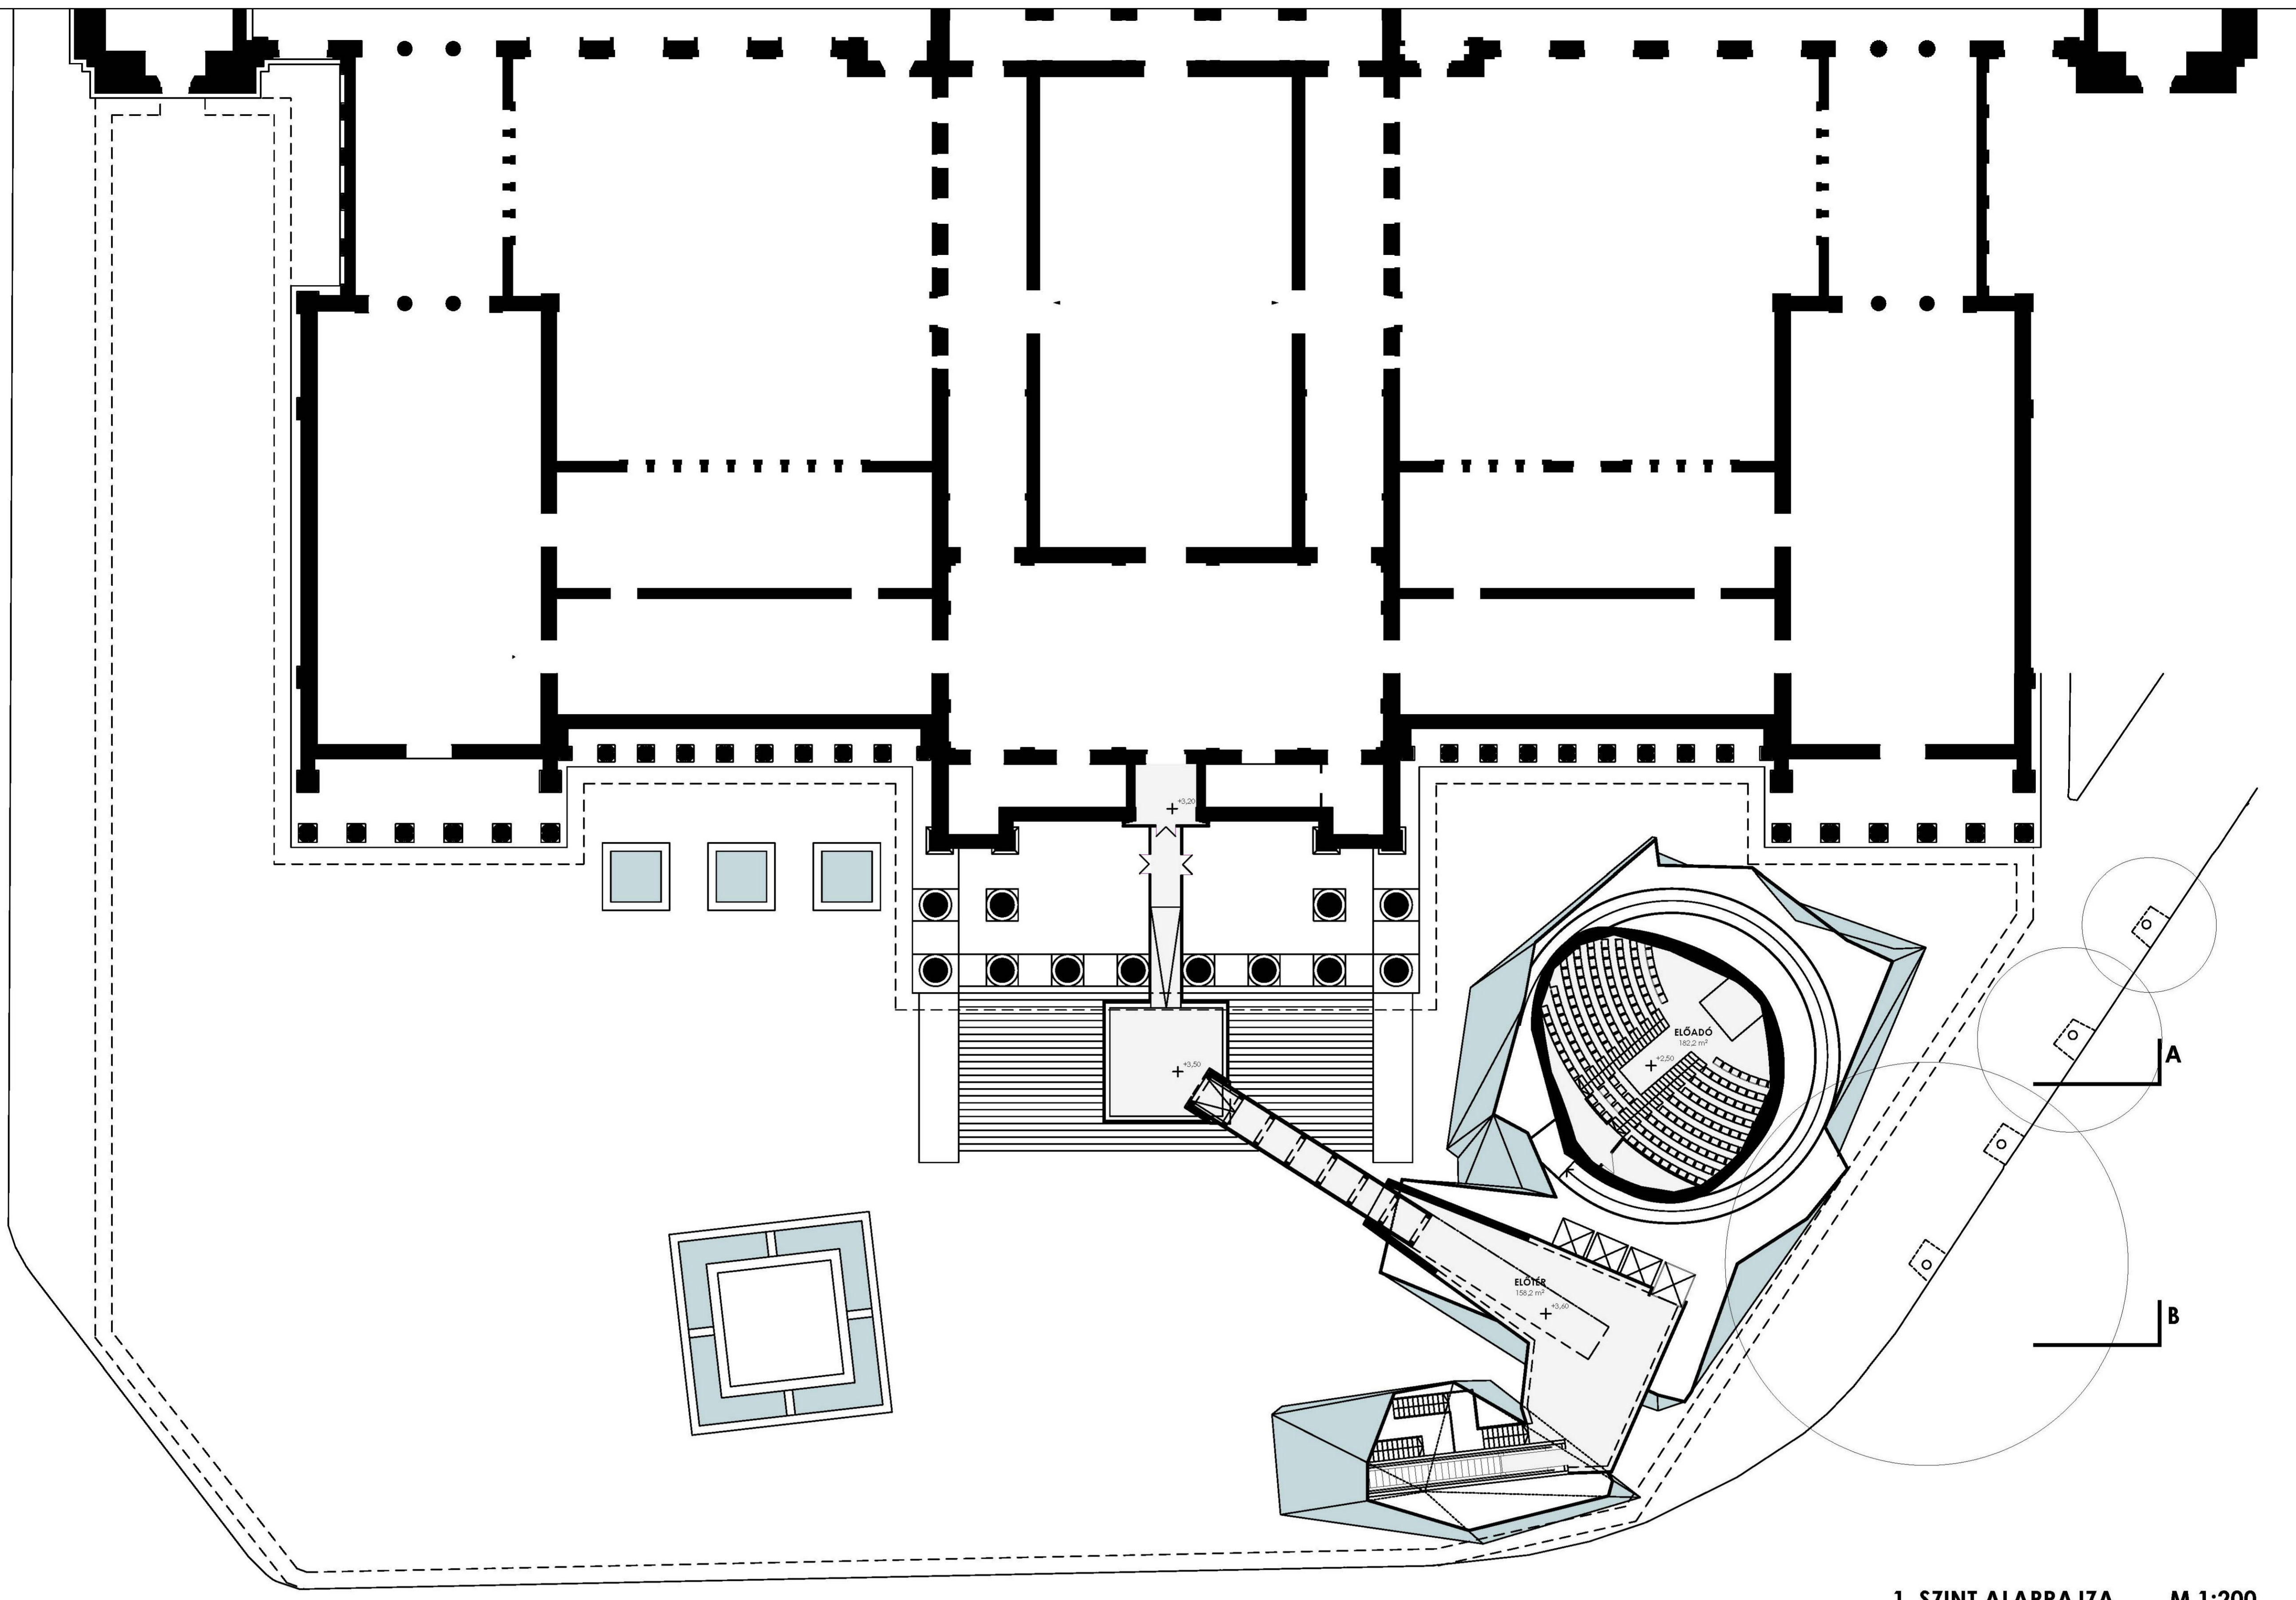 +3,20
ELŐADÓ
182,2 m²
+2,50
A
+3,50
ELŐTÉR
158,2 m²
+3,60
B
1. SZINT ALAPRAJZA M 1:200